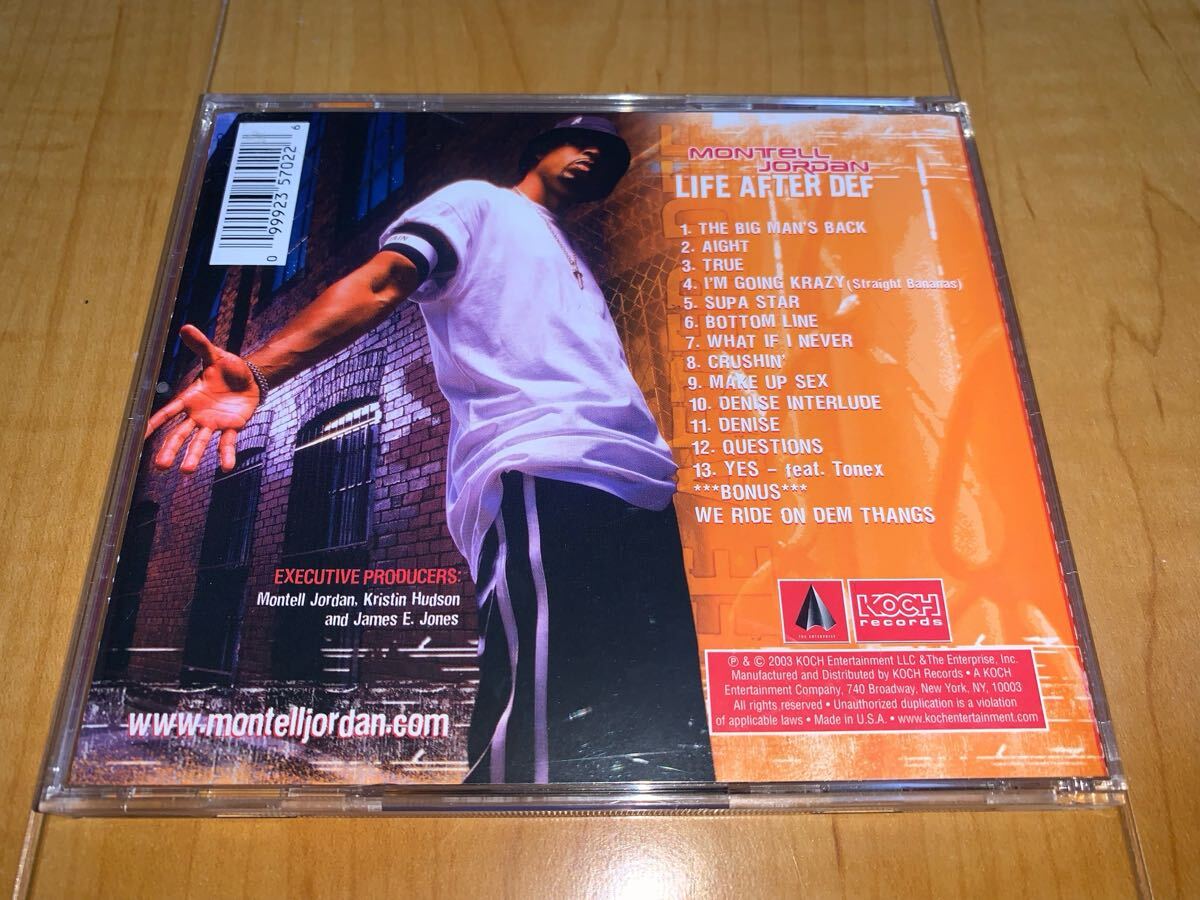 0 99923 57022 6
MONTELL
JORDAN
LIFE AFTER DEF
1. THE BIG MAN'S BACK
2. AIGHT
3. TRUE
4. I'M GOING KRAZY (Straight Bananas)
5. SUPA STAR
6. BOTTOM LINE
7. WHAT IF I NEVER
8. CRUSHIN'
9. MAKE UP SEX
10. DENISE INTERLUDE
11. DENISE
12. QUESTIONS
13. YES – feat. Tonex
***BONUS***
WE RIDE ON DEM THANGS
EXECUTIVE PRODUCERS:
Montell Jordan, Kristin Hudson
and James E. Jones
www.montelljordan.com
THE ENTERPRISE
KOCH
records
℗ & © 2003 KOCH Entertainment LLC &The Enterprise, Inc.
Manufactured and Distributed by KOCH Records • A KOCH
Entertainment Company, 740 Broadway, New York, NY, 10003
All rights reserved • Unauthorized duplication is a violation
of applicable laws • Made in U.S.A. • www.kochentertainment.com